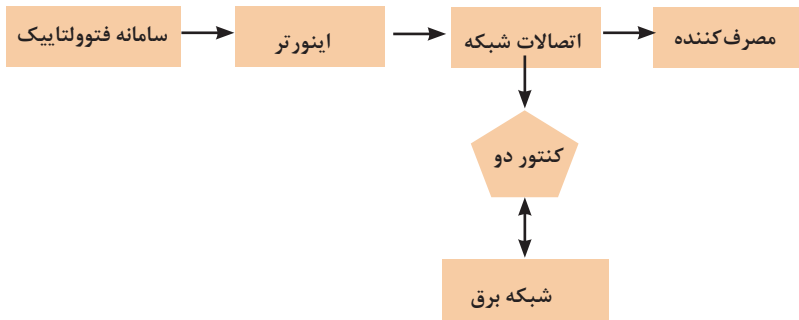 سامانه فتوولتاییک
اینورتر
اتصالات شبکه
مصرف‌کننده
کنتور دو
شبکه برق